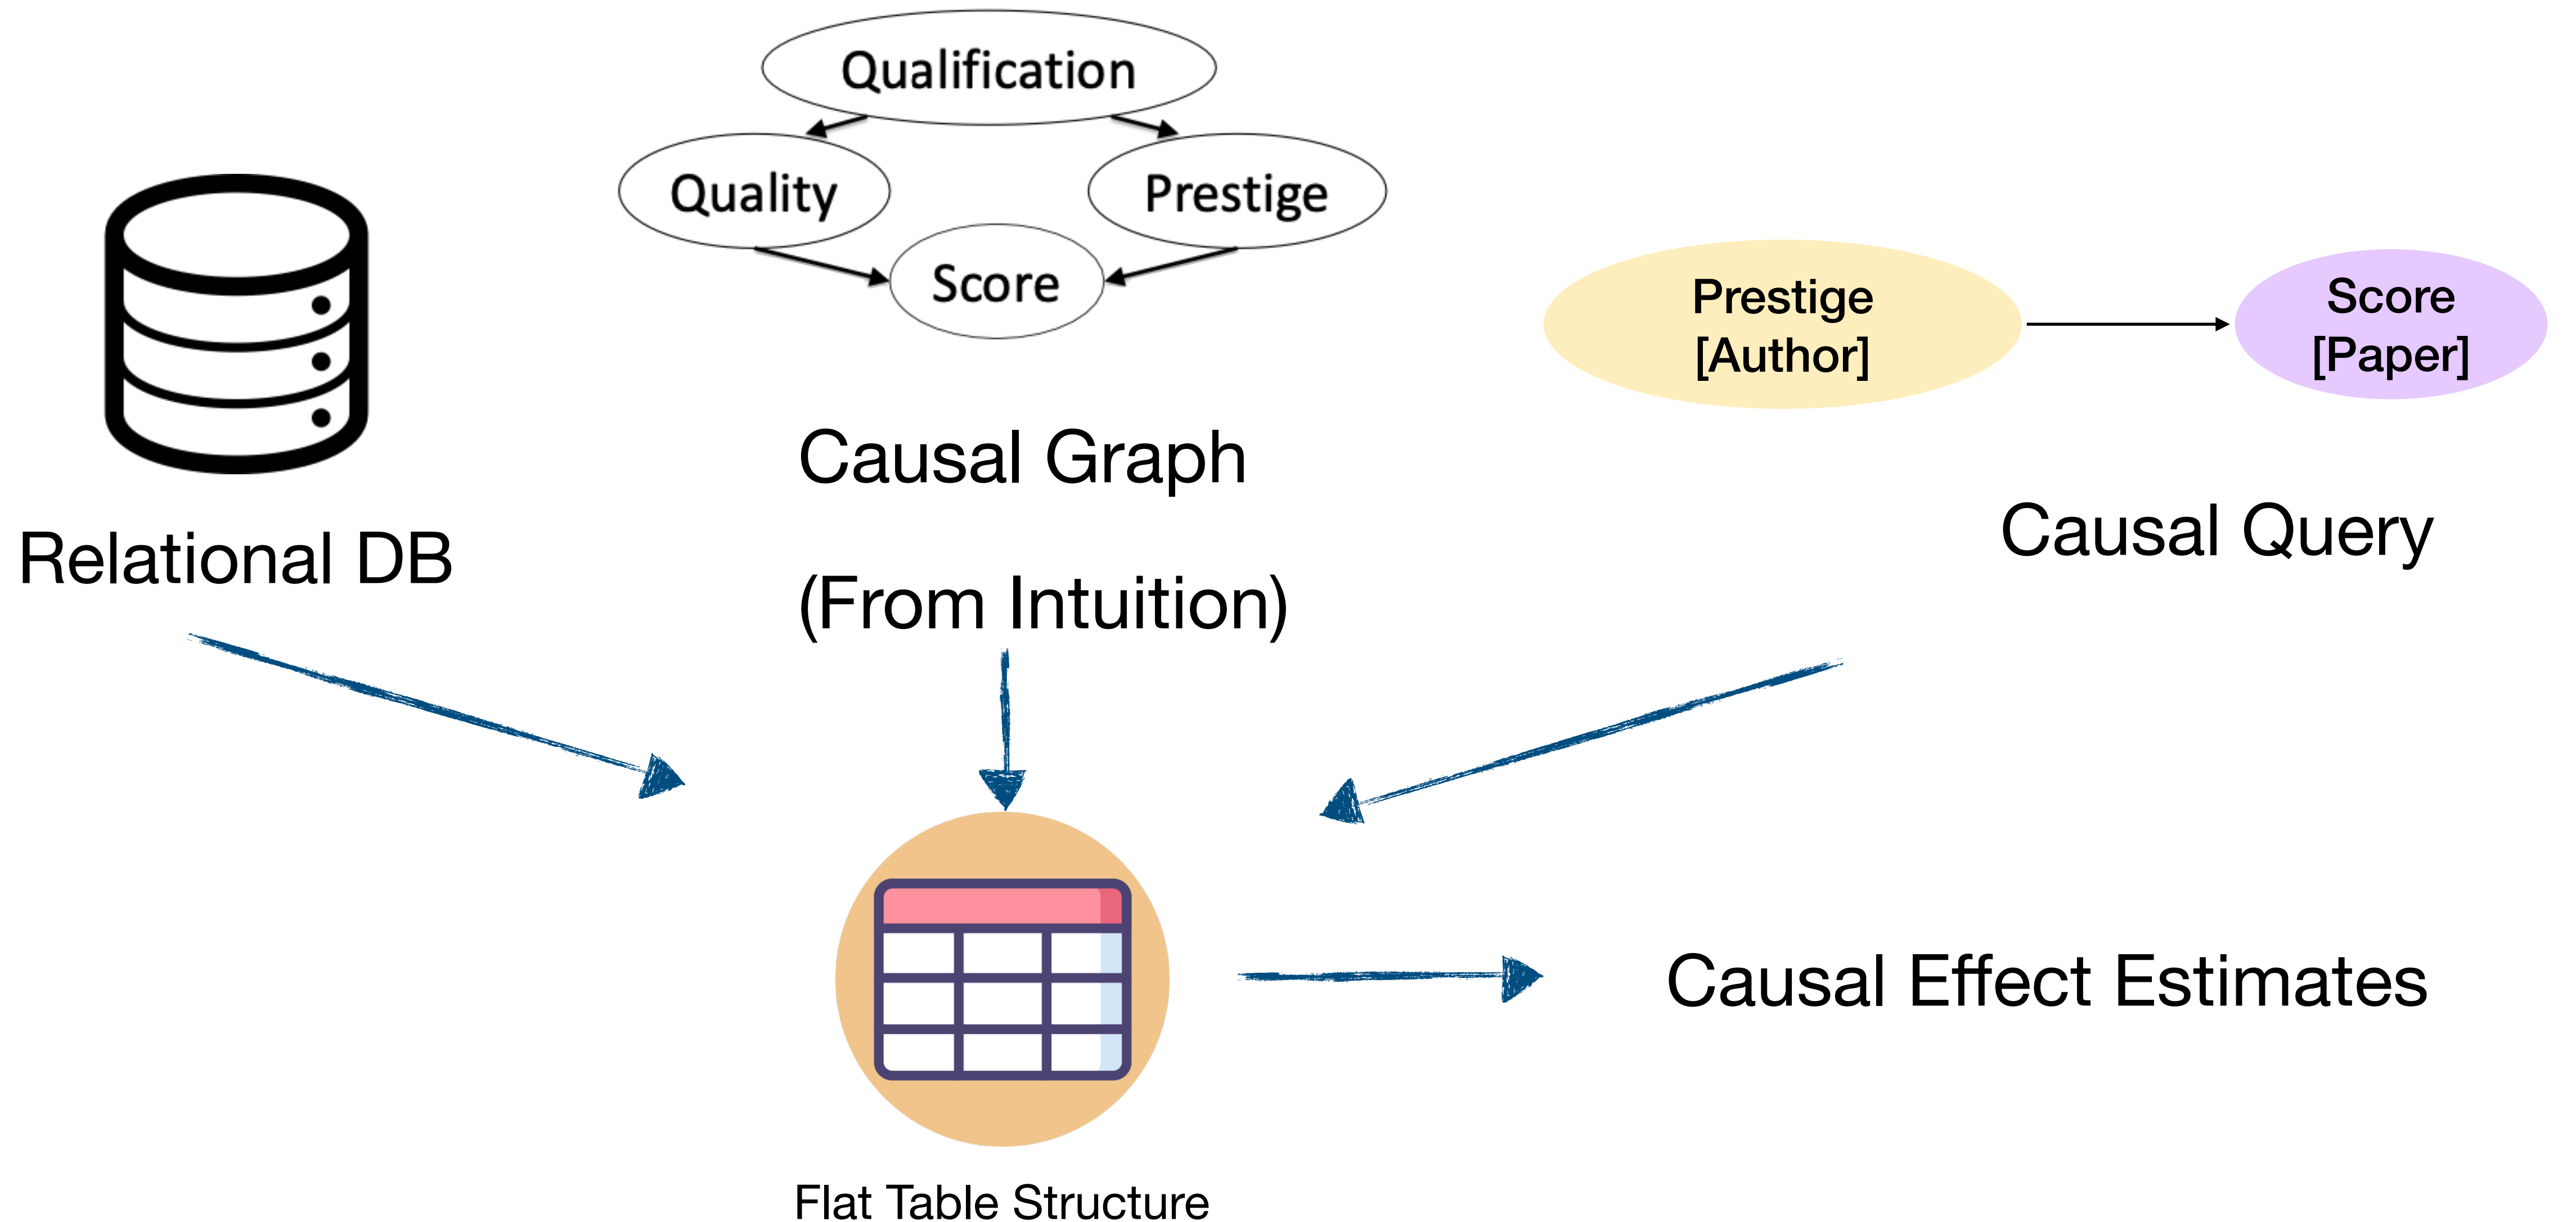 Qualification
Quality
Prestige
Score
Prestige
[Author]
Score
[Paper]
Relational DB
Causal Graph
(From Intuition)
Causal Query
Causal Effect Estimates
Flat Table Structure